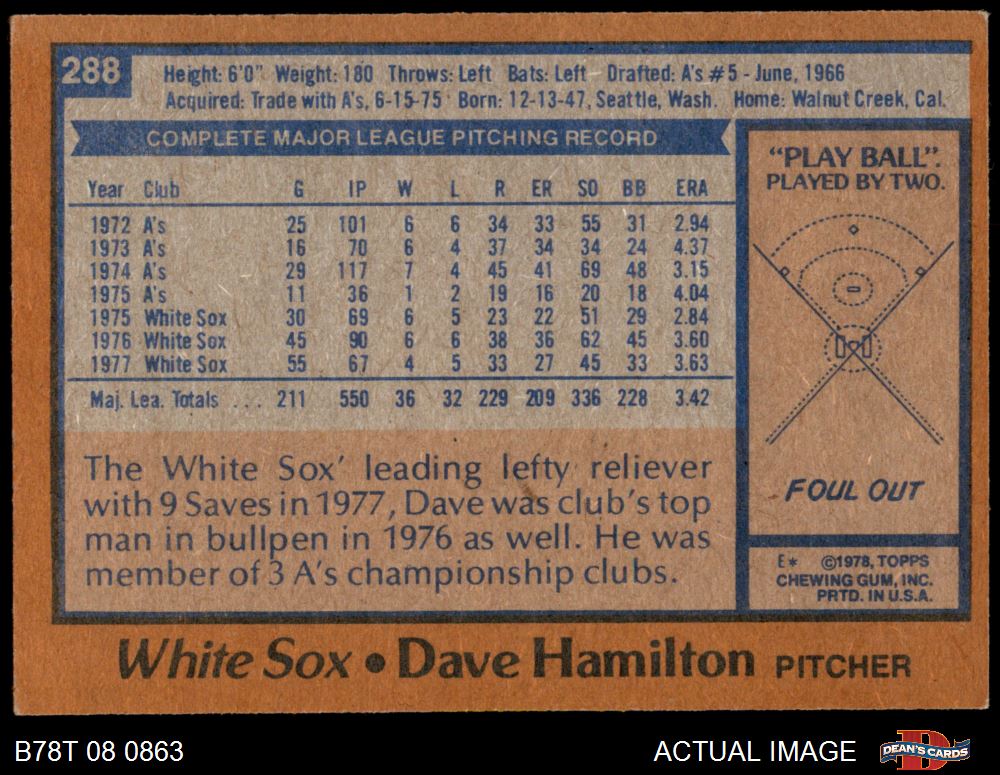 288
Height: 6'0" Weight: 180 Throws: Left Bats: Left Drafted: A's #5 - June, 1966
Acquired: Trade with A's, 6-15-75 Born: 12-13-47, Seattle, Wash. Home: Walnut Creek, Cal.
COMPLETE MAJOR LEAGUE PITCHING RECORD
Year Club G IP W L R ER SO BB ERA
1972 A's 25 101 6 6 34 33 55 31 2.94
1973 A's 16 70 6 4 37 34 34 24 4.37
1974 A's 29 117 7 4 45 41 69 48 3.15
1975 A's 11 36 1 2 19 16 20 18 4.04
1975 White Sox 30 69 6 5 23 22 51 29 2.84
1976 White Sox 45 90 6 6 38 36 62 45 3.60
1977 White Sox 55 67 4 5 33 27 45 33 3.63
Maj. Lea. Totals ... 211 550 36 32 229 209 336 228 3.42
The White Sox' leading lefty reliever
with 9 Saves in 1977, Dave was club's top
man in bullpen in 1976 as well. He was
member of 3 A's championship clubs.
"PLAY BALL".
PLAYED BY TWO.
FOUL OUT
E* ©1978, TOPPS
CHEWING GUM, INC.
PRTD. IN U.S.A.
White Sox • Dave Hamilton PITCHER
B78T 08 0863
ACTUAL IMAGE
D
DEAN'S CARDS